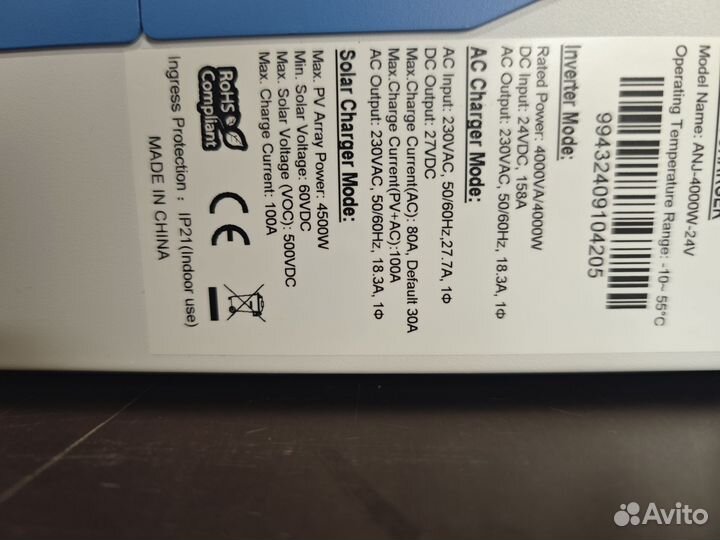 Model Name: ANJ-4000W-24V
Operating Temperature Range: -10~ 55°C
99432409104205
Inverter Mode:
Rated Power: 4000VA/4000W
DC Input: 24VDC, 158A
AC Output: 230VAC, 50/60Hz, 18.3A, 1Φ
AC Charger Mode:
AC Input: 230VAC, 50/60Hz,27.7A, 1Φ
DC Output: 27VDC
Max.Charge Current(AC): 80A, Default 30A
Max.Charge Current(PV+AC):100A
AC Output: 230VAC, 50/60Hz, 18.3A, 1Φ
Solar Charger Mode:
Max. PV Array Power: 4500W
Min. Solar Voltage: 60VDC
Max. Solar Voltage (VOC): 500VDC
Max. Charge Current: 100A
RoHS
Compliant
CE
Ingress Protection : IP21(Indoor use)
MADE IN CHINA
Avito